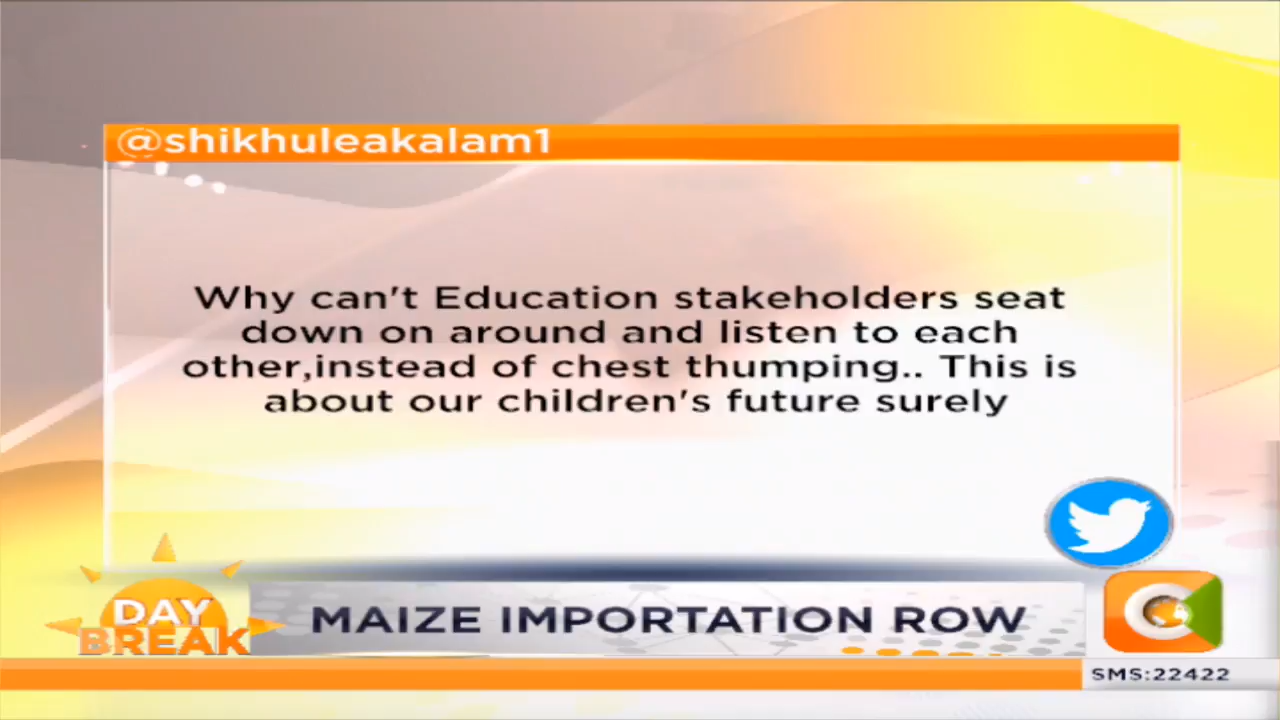 @shikhuleakalam1
Why can't Education stakeholders seat
down on around and listen to each
other,instead of chest thumping.. This is
about our children's future surely
DAY
BREAK
MAIZE IMPORTATION ROW
SMS:22422